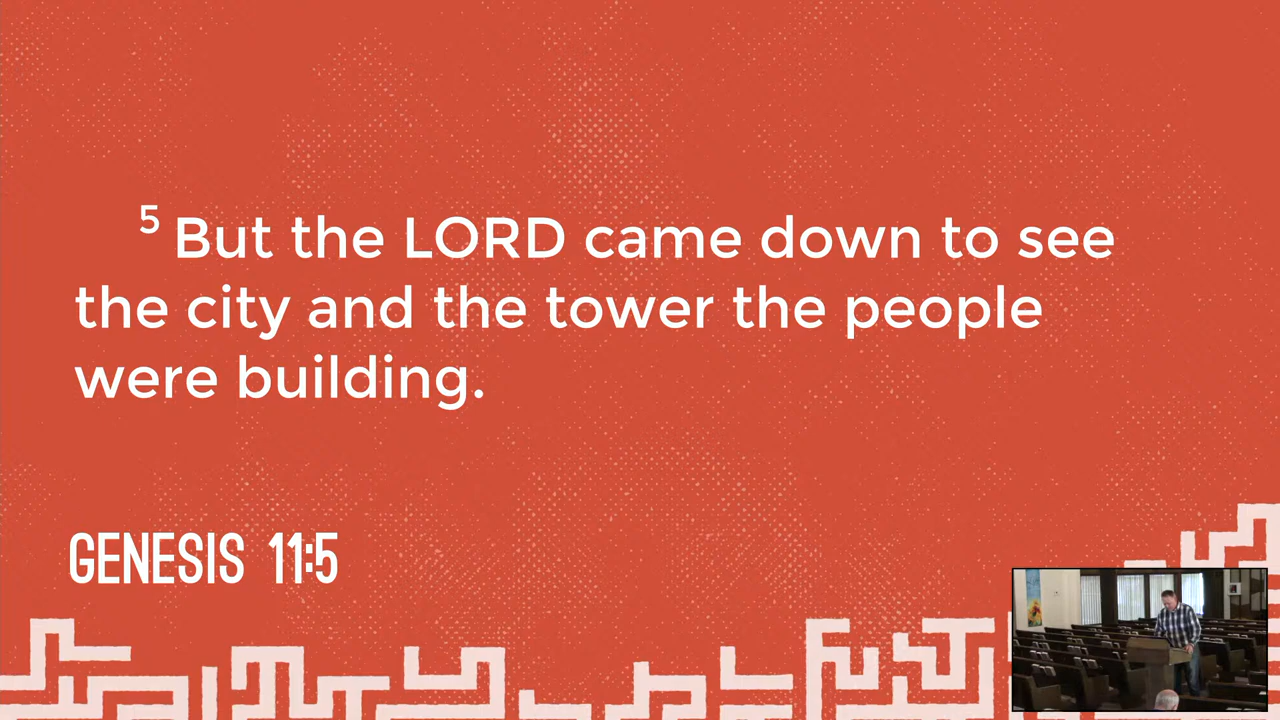 5 But the LORD came down to see
the city and the tower the people
were building.
GENESIS 11:5